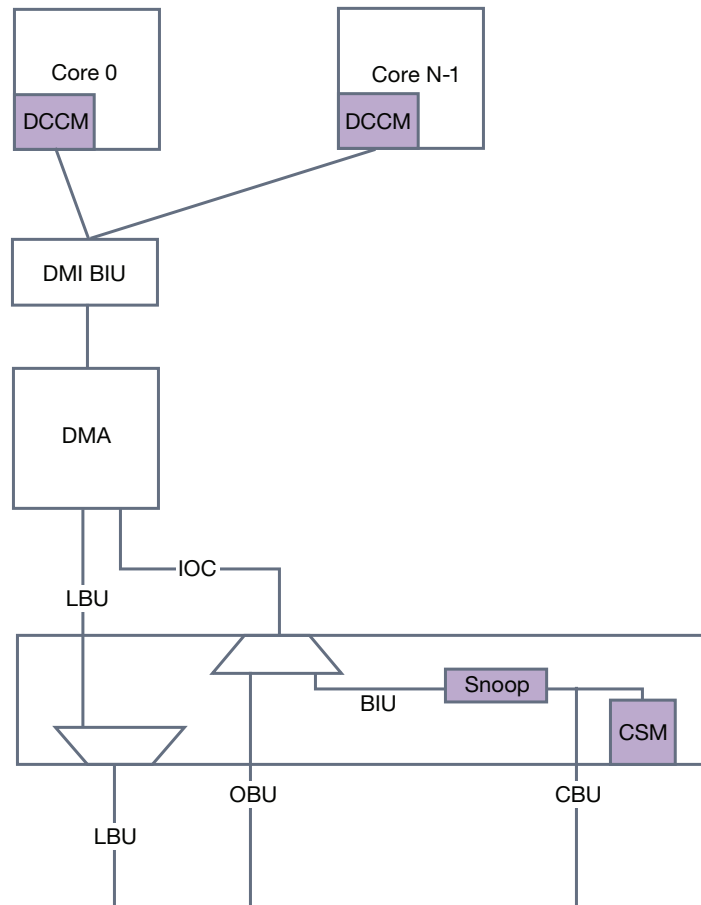 Core 0
Core N-1
DCCM
DCCM
DMI BIU
DMA
IOC
LBU
Snoop
BIU
CSM
OBU
CBU
LBU